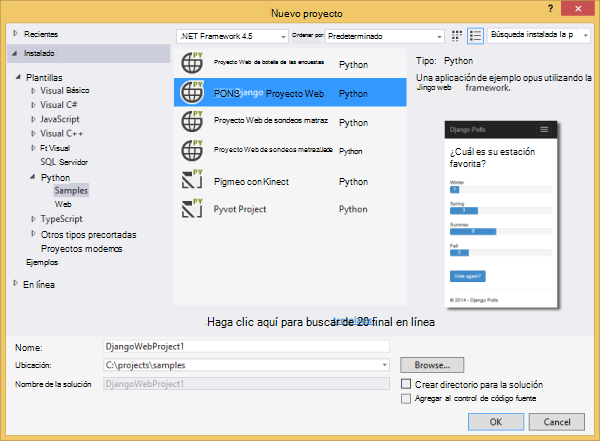 Nuevo proyecto
Recientes
.NET Framework 4.5
Ordenar por:
Predeterminado
Búsqueda instalada la p
Instalado
Plantillas
Visual Básico
Visual C#
JavaScript
Visual C++
Ft Visual
SQL Servidor
Python
Samples
Web
TypeScript
Otros tipos precortadas
Proyectos modernos
Ejemplos
En línea
Proyecto Web de botella de las encuestas Python
PONS Django Proyecto Web Python
Proyecto Web de sondeos matraz Python
Proyecto Web de sondeos matraz/jade Python
Pigmeo con Kinect Python
Pyvot Project Python
Tipo: Python
Una aplicación de ejemplo opus utilizando la
Jingo web framework.
Django Polls
¿Cuál es su estación
favorita?
Winter
Spring
Summer
Fall
Vote again?
© 2014 - Django Polls
Haga clic aquí para buscar de 20 final en línea
Nome:
DjangoWebProject1
Ubicación:
C:\projects\samples
Browse...
Nombre de la solución
DjangoWebProject1
Crear directorio para la solución
Agregar al control de código fuente
OK
Cancel